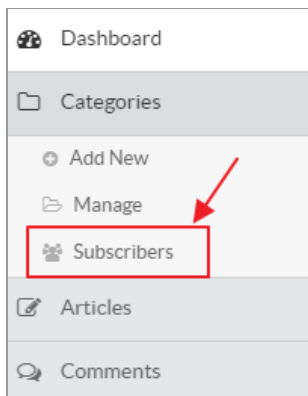 Dashboard
Categories
Add New
Manage
Subscribers
Articles
Comments